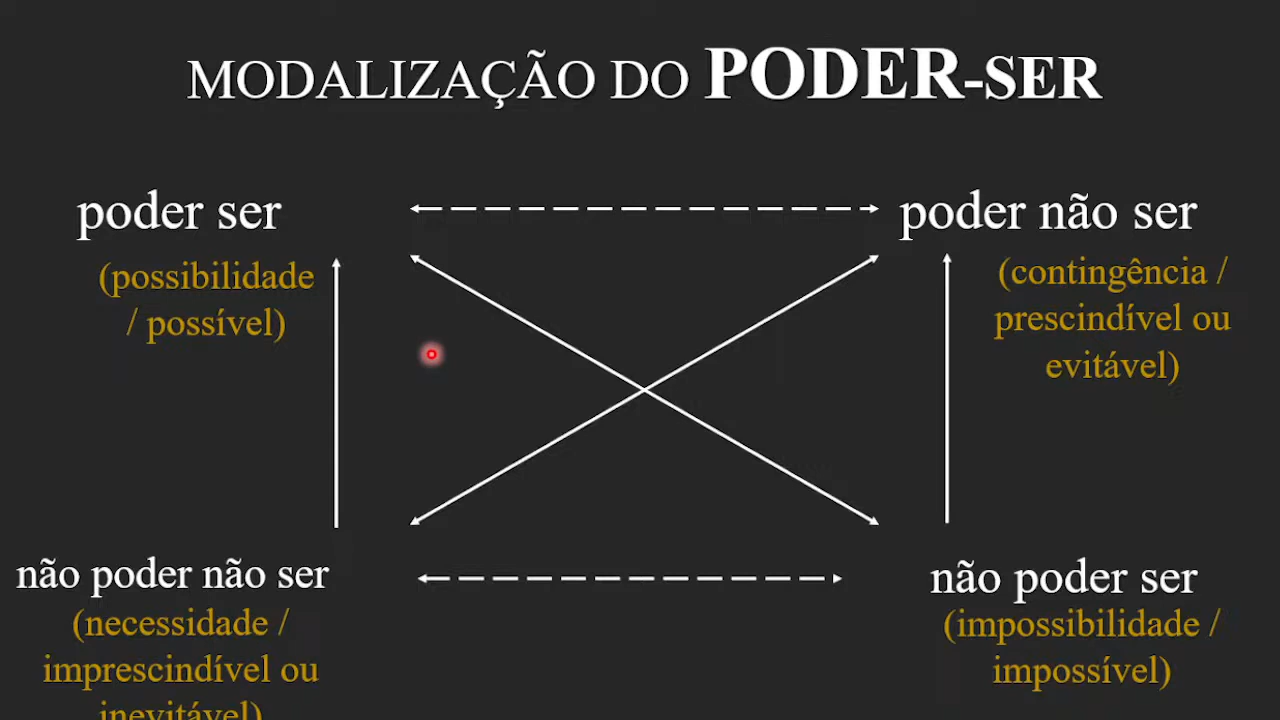 MODALIZAÇÃO DO PODER-SER
poder ser
(possibilidade
/ possível)
poder não ser
(contingência /
prescindível ou
evitável)
não poder não ser
(necessidade /
imprescindível ou
inevitável)
não poder ser
(impossibilidade /
impossível)